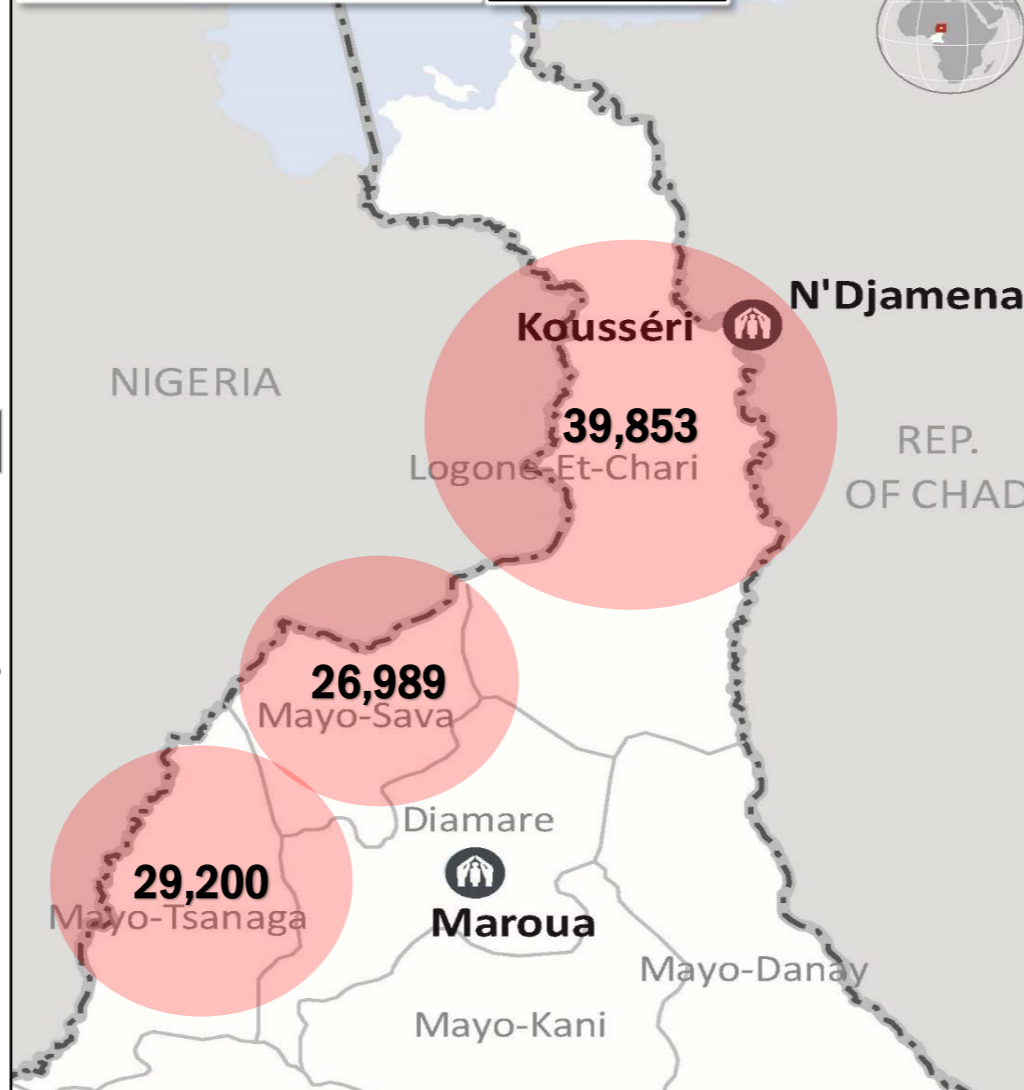 N'Djamena
Kousséri
NIGERIA
39,853
REP.
OF CHAD
Logone-Et-Chari
26,989
Mayo-Sava
Diamare
29,200
Mayo-Tsanaga
Maroua
Mayo-Danay
Mayo-Kani